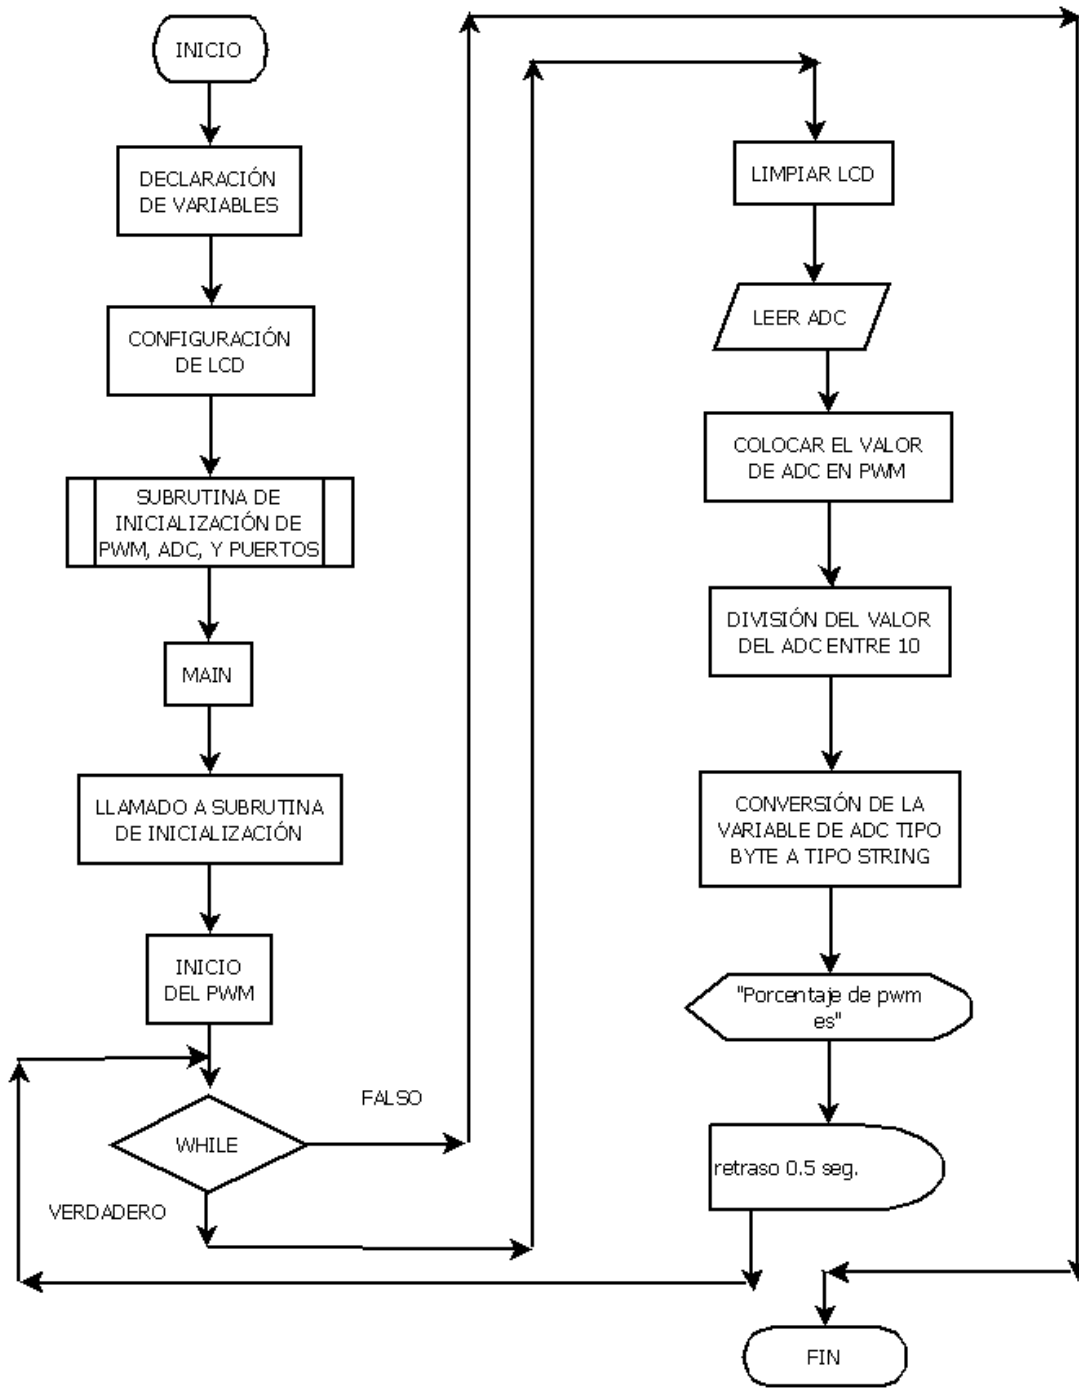 INICIO
DECLARACIÓN
DE VARIABLES
CONFIGURACIÓN
DE LCD
SUBRUTINA DE
INICIALIZACIÓN DE
PWM, ADC, Y PUERTOS
MAIN
LLAMADO A SUBRUTINA
DE INICIALIZACIÓN
INICIO
DEL PWM
WHILE
FALSO
VERDADERO
LIMPIAR LCD
LEER ADC
COLOCAR EL VALOR
DE ADC EN PWM
DIVISIÓN DEL VALOR
DEL ADC ENTRE 10
CONVERSIÓN DE LA
VARIABLE DE ADC TIPO
BYTE A TIPO STRING
"Porcentaje de pwm
es"
retraso 0.5 seg.
FIN